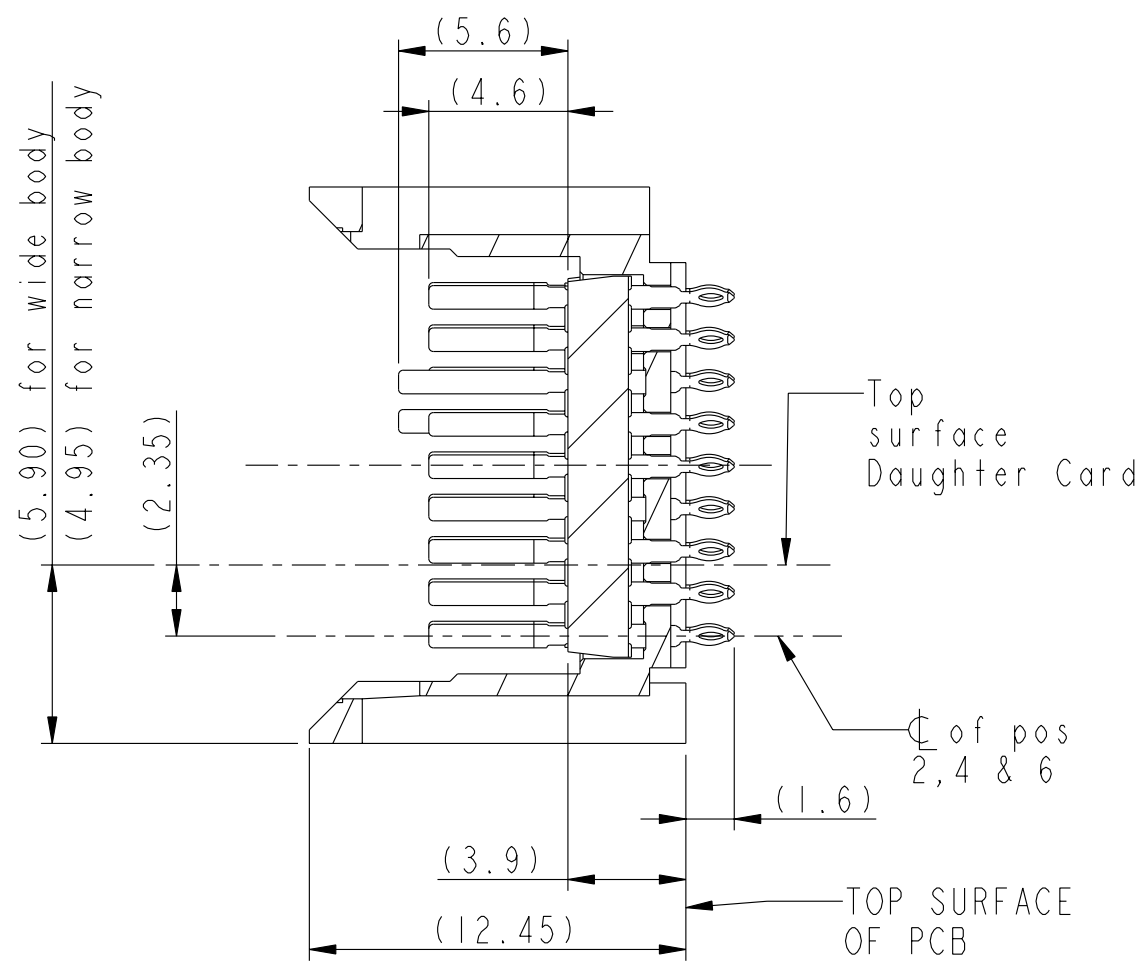 (5.6)
(4.6)
(5.90) for wide body
(4.95) for narrow body
(2.35)
Top
surface
Daughter Card
℄ of pos
2,4 & 6
(1.6)
(3.9)
(12.45)
TOP SURFACE
OF PCB